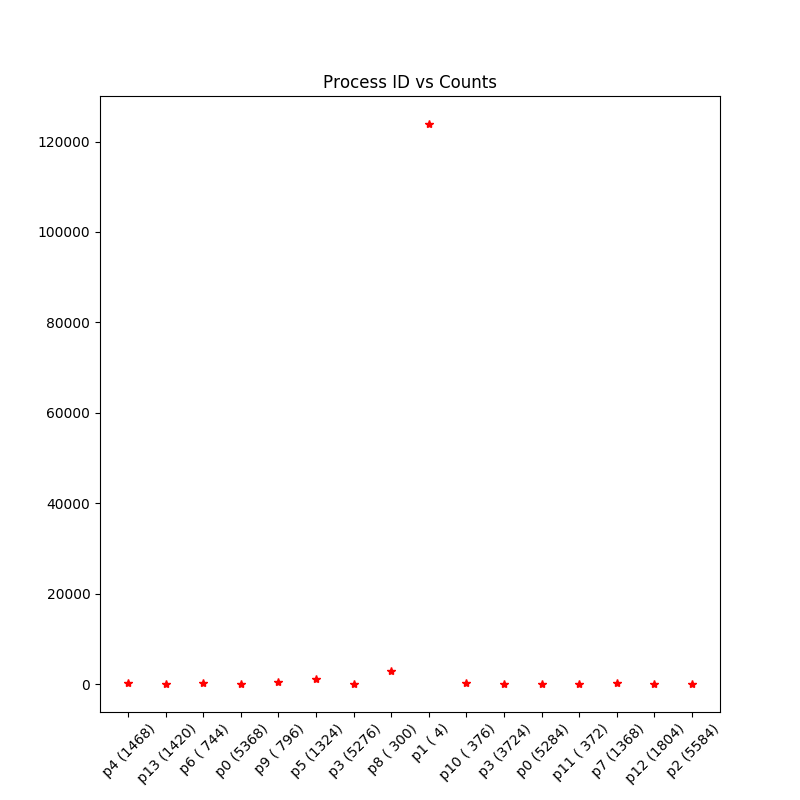 Process ID vs Counts
120000
100000
80000
60000
40000
20000
0
p4 (1468)
p13 (1420)
p6 ( 744)
p0 (5368)
p9 ( 796)
p5 (1324)
p3 (5276)
p8 ( 300)
p1 ( 4)
p10 ( 376)
p3 (3724)
p0 (5284)
p11 ( 372)
p7 (1368)
p12 (1804)
p2 (5584)